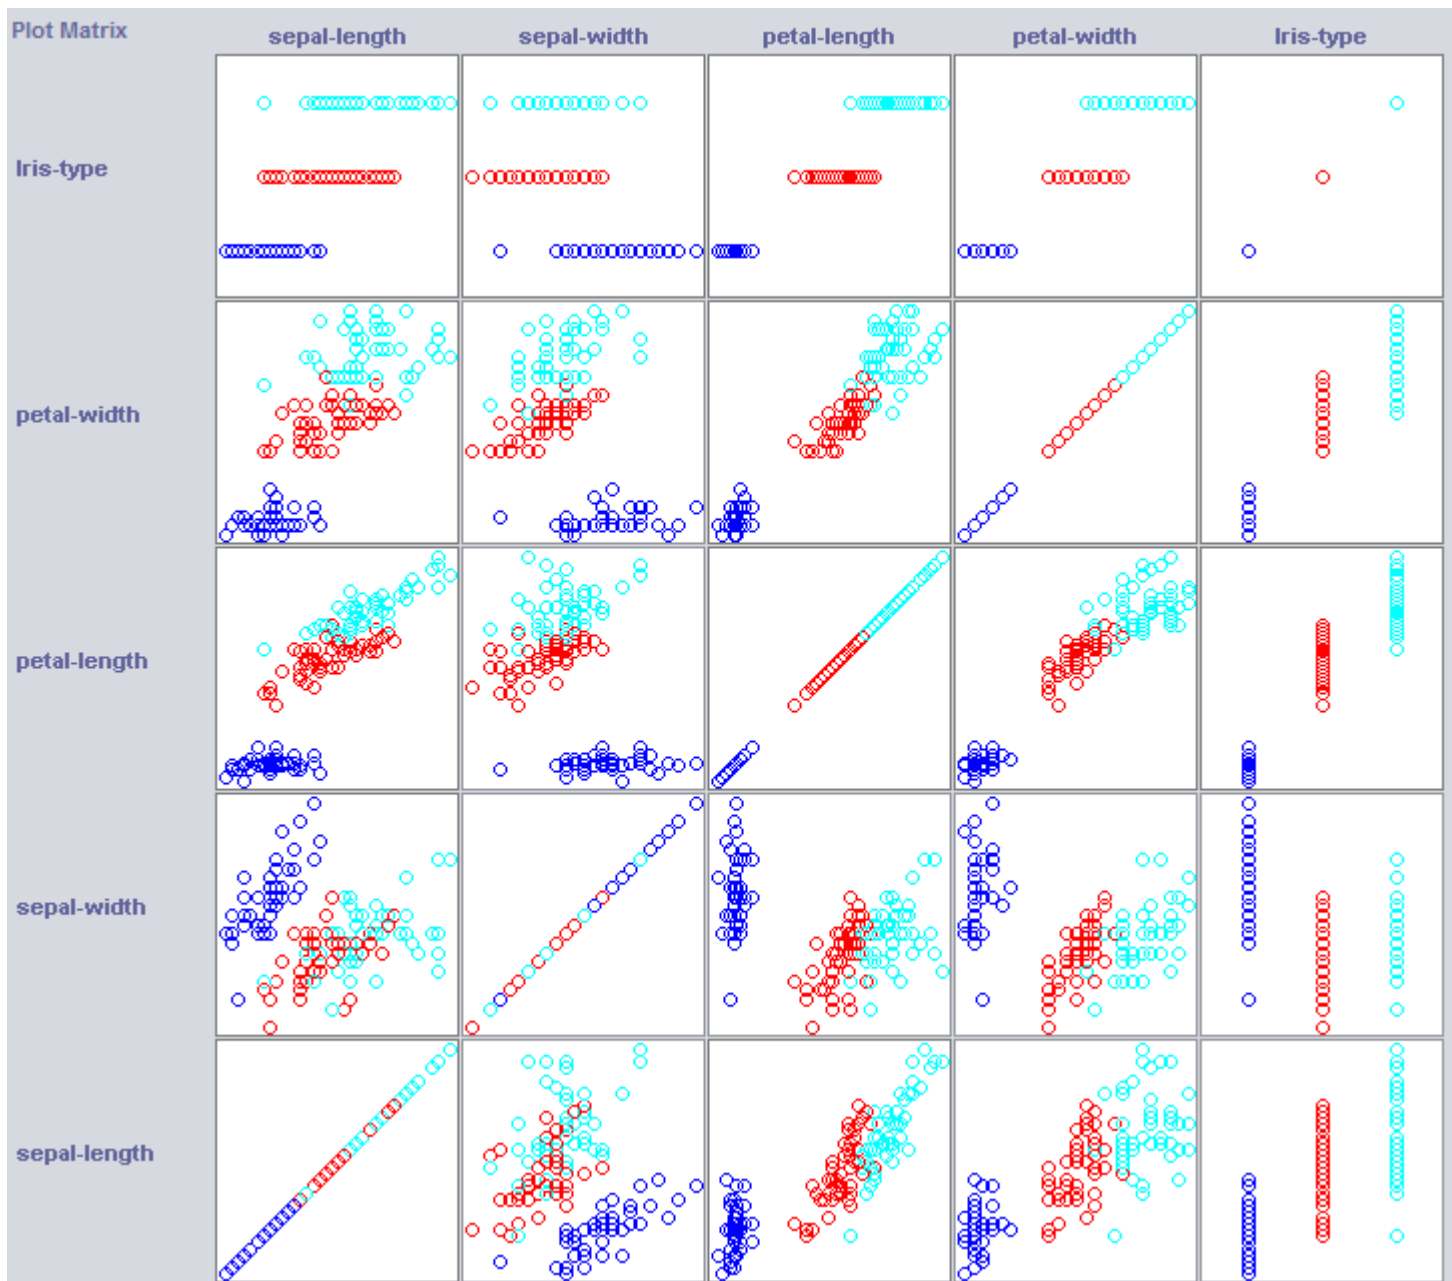 Plot Matrix
sepal-length sepal-width petal-length petal-width Iris-type
Iris-type
petal-width
petal-length
sepal-width
sepal-length